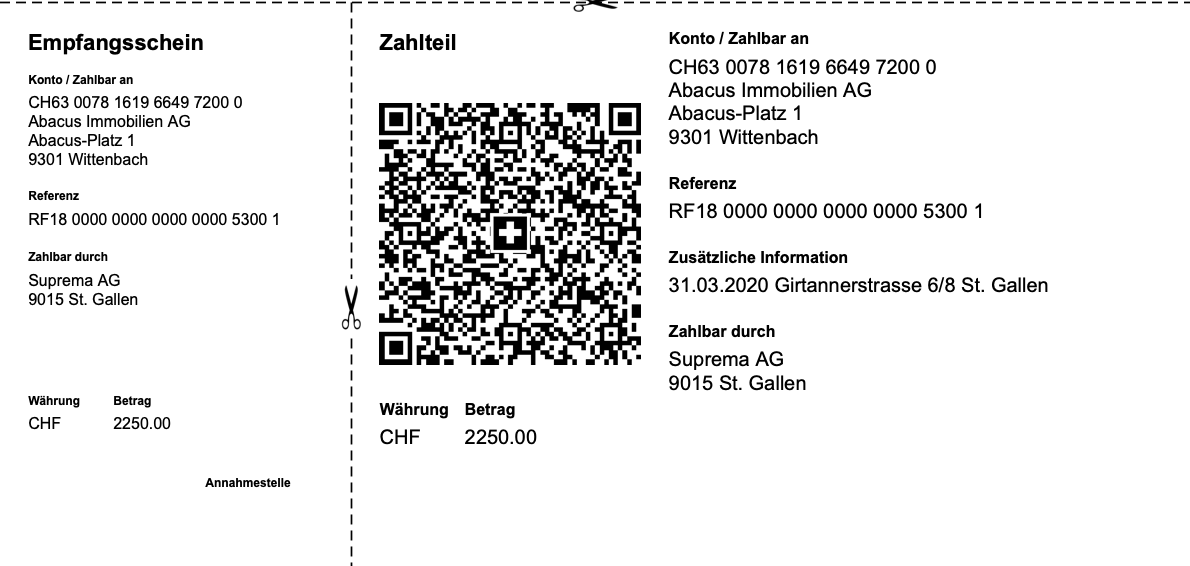 Empfangsschein
Konto / Zahlbar an
CH63 0078 1619 6649 7200 0
Abacus Immobilien AG
Abacus-Platz 1
9301 Wittenbach
Referenz
RF18 0000 0000 0000 0000 5300 1
Zahlbar durch
Suprema AG
9015 St. Gallen
Währung Betrag
CHF 2250.00
Annahmestelle
Zahlteil
Währung Betrag
CHF 2250.00
Konto / Zahlbar an
CH63 0078 1619 6649 7200 0
Abacus Immobilien AG
Abacus-Platz 1
9301 Wittenbach
Referenz
RF18 0000 0000 0000 0000 5300 1
Zusätzliche Information
31.03.2020 Girtannerstrasse 6/8 St. Gallen
Zahlbar durch
Suprema AG
9015 St. Gallen